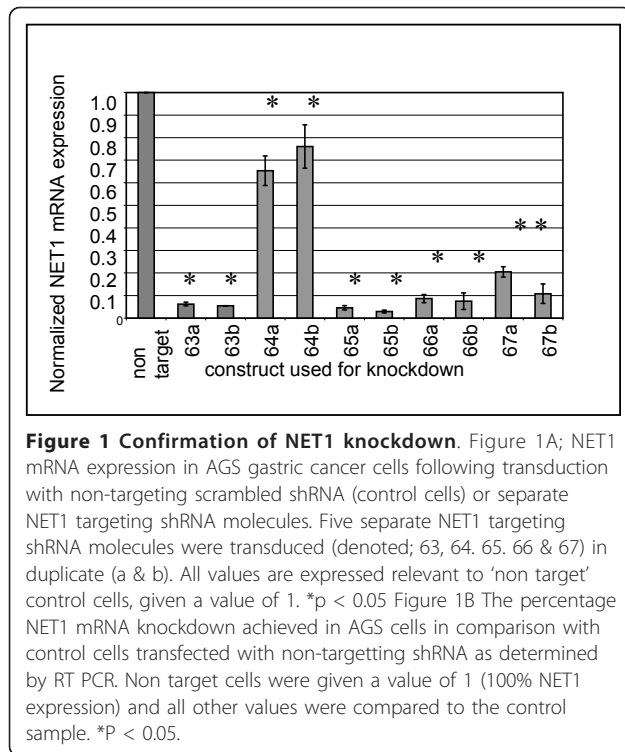 Normalized NET1 mRNA expression
1.0
0.9
0.8
0.7
0.6
0.5
0.4
0.3
0.2
0.1
0
* *
* *
* *
* *
* *
non target
63a
63b
64a
64b
65a
65b
66a
66b
67a
67b
construct used for knockdown
Figure 1 Confirmation of NET1 knockdown. Figure 1A; NET1
mRNA expression in AGS gastric cancer cells following transduction
with non-targeting scrambled shRNA (control cells) or separate
NET1 targeting shRNA molecules. Five separate NET1 targeting
shRNA molecules were transduced (denoted; 63, 64. 65. 66 & 67) in
duplicate (a & b). All values are expressed relevant to 'non target'
control cells, given a value of 1. *p < 0.05 Figure 1B The percentage
NET1 mRNA knockdown achieved in AGS cells in comparison with
control cells transfected with non-targetting shRNA as determined
by RT PCR. Non target cells were given a value of 1 (100% NET1
expression) and all other values were compared to the control
sample. *P < 0.05.